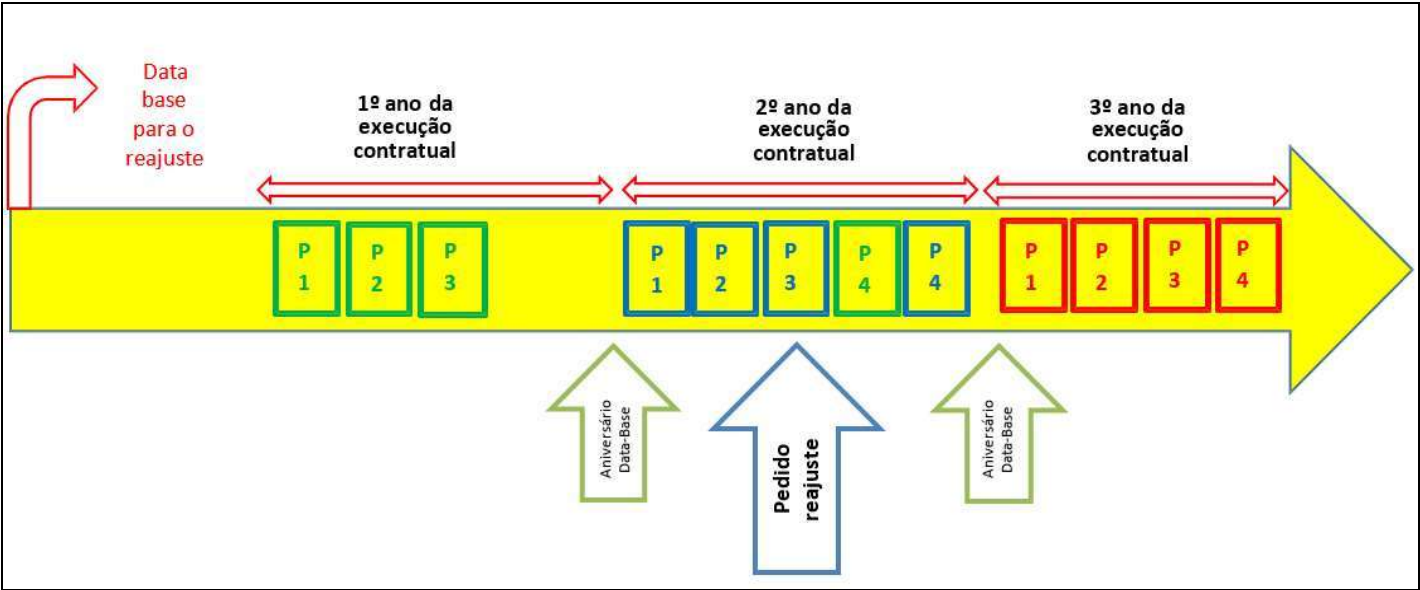 Data
base
para o
reajuste
1º ano da
execução
contratual
2º ano da
execução
contratual
3º ano da
execução
contratual
P
1
P
2
P
3
P
1
P
2
P
3
P
4
P
4
P
1
P
2
P
3
P
4
Aniversário
Data-Base
Pedido
reajuste
Aniversário
Data-Base